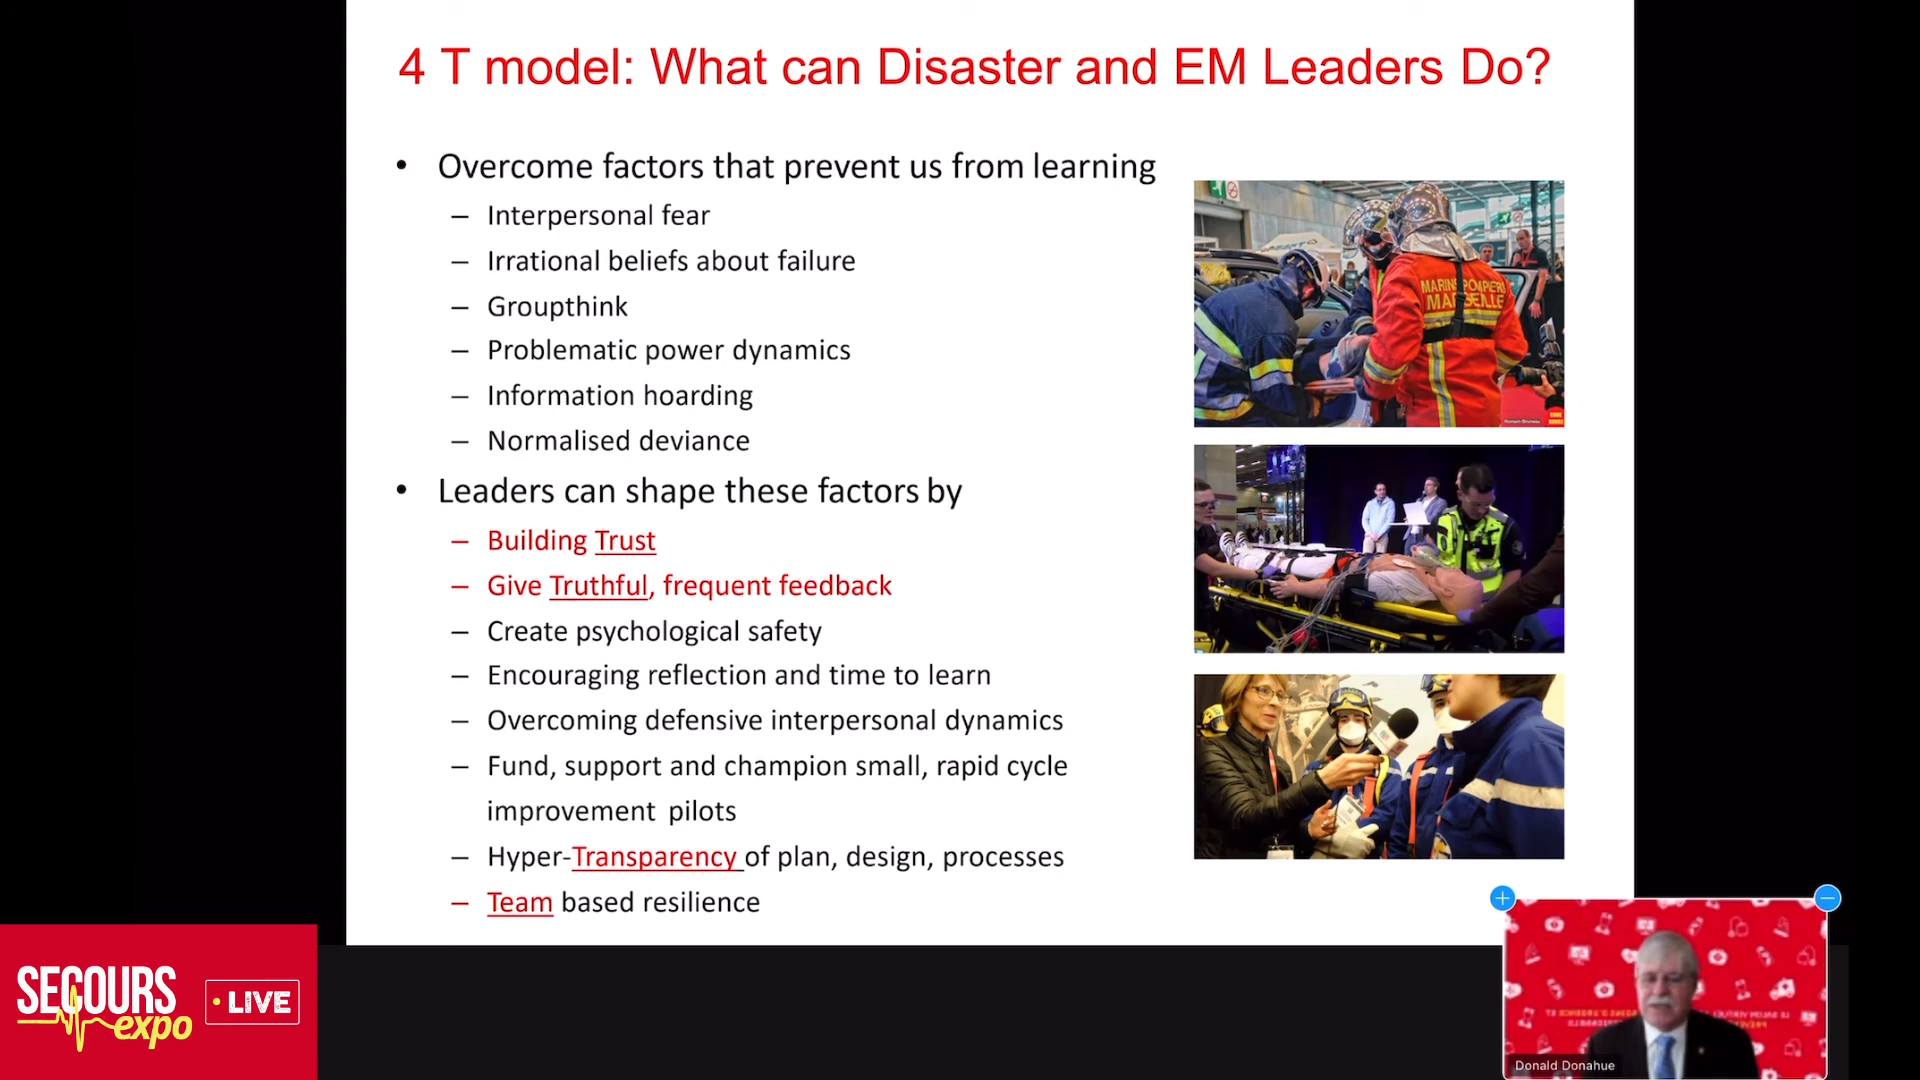 4 T model: What can Disaster and EM Leaders Do?
• Overcome factors that prevent us from learning
– Interpersonal fear
– Irrational beliefs about failure
– Groupthink
– Problematic power dynamics
– Information hoarding
– Normalised deviance
• Leaders can shape these factors by
– Building Trust
– Give Truthful, frequent feedback
– Create psychological safety
– Encouraging reflection and time to learn
– Overcoming defensive interpersonal dynamics
– Fund, support and champion small, rapid cycle
improvement pilots
– Hyper-Transparency of plan, design, processes
– Team based resilience
MARINS POMPIERS
MARSEILLE
SECOURS
expo
• LIVE
Donald Donahue